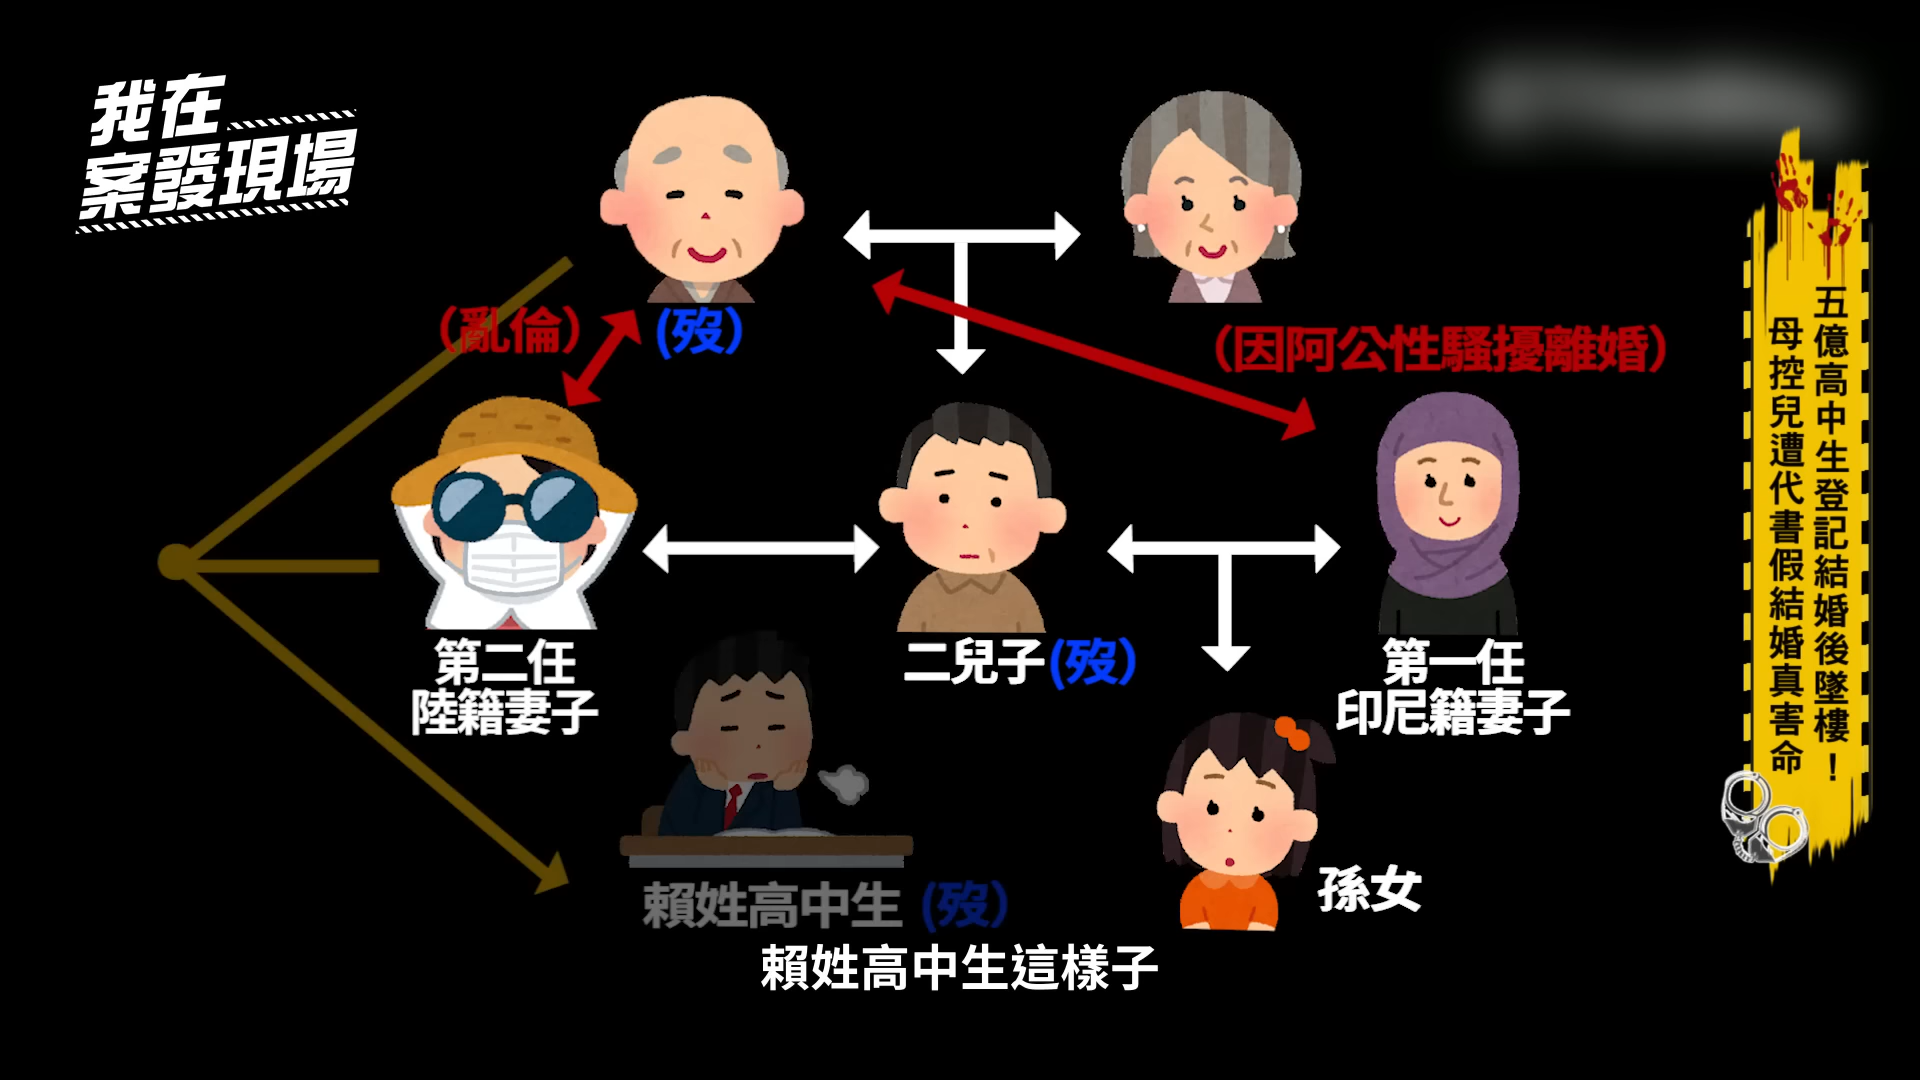 我在
案發現場
（亂倫）
(歿)
（因阿公性騷擾離婚）
第二任
陸籍妻子
二兒子(歿)
第一任
印尼籍妻子
賴姓高中生 (歿)
孫女
賴姓高中生這樣子
五億高中生登記結婚後墜樓！
母控兒遭代書假結婚真害命